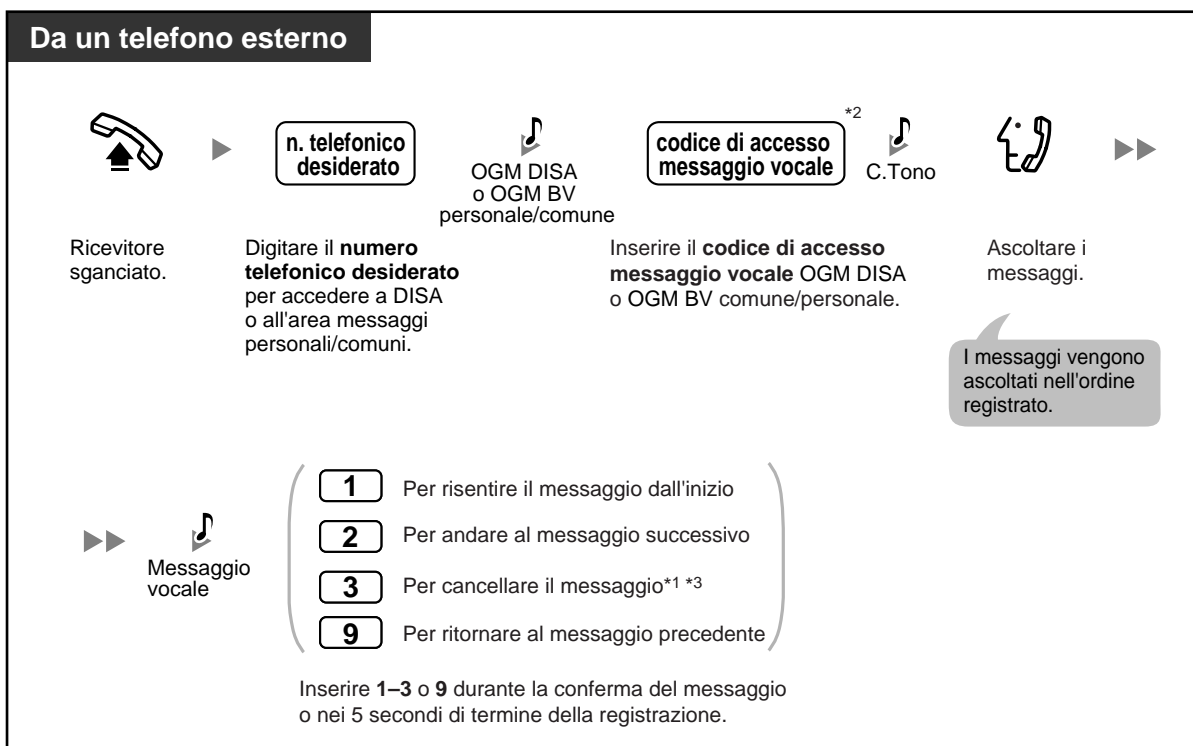 Da un telefono esterno
n. telefonico
desiderato
OGM DISA
o OGM BV
personale/comune
codice di accesso
messaggio vocale
*2
C.Tono
Ricevitore
sganciato.
Digitare il numero
telefonico desiderato
per accedere a DISA
o all'area messaggi
personali/comuni.
Inserire il codice di accesso
messaggio vocale OGM DISA
o OGM BV comune/personale.
Ascoltare i
messaggi.
I messaggi vengono
ascoltati nell'ordine
registrato.
Messaggio
vocale
1 Per risentire il messaggio dall'inizio
2 Per andare al messaggio successivo
3 Per cancellare il messaggio*1 *3
9 Per ritornare al messaggio precedente
Inserire 1–3 o 9 durante la conferma del messaggio
o nei 5 secondi di termine della registrazione.